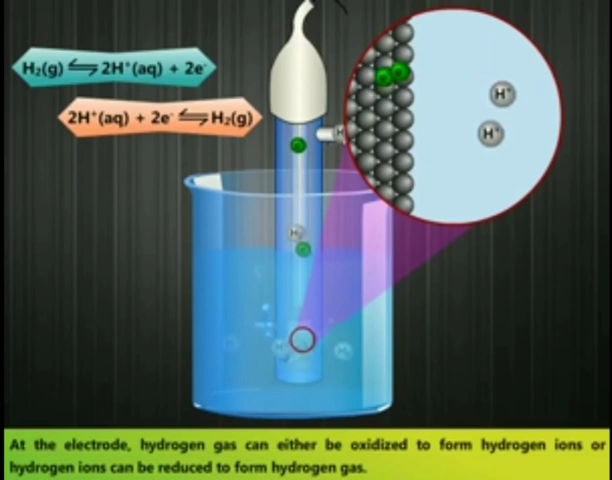 H₂(g) ⇌ 2H⁺(aq) + 2e⁻
2H⁺(aq) + 2e⁻ ⇌ H₂(g)
H
H⁺
H⁺
H
H
At the electrode, hydrogen gas can either be oxidized to form hydrogen ions or
hydrogen ions can be reduced to form hydrogen gas.